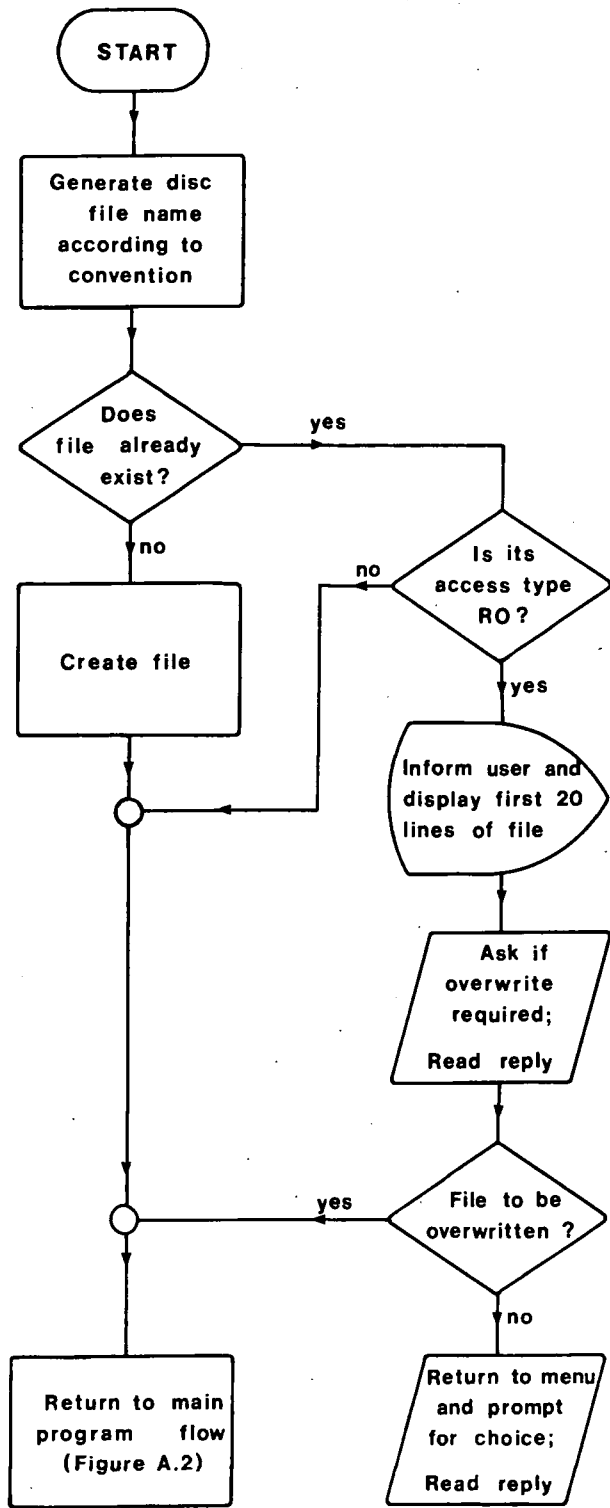 START
Generate disc
file name
according to
convention
Does
file already
exist?
yes
no
Is its
access type
RO?
no
yes
Create file
Inform user and
display first 20
lines of file
Ask if
overwrite
required;
Read reply
File to be
overwritten ?
yes
no
Return to main
program flow
(Figure A.2)
Return to menu
and prompt
for choice;
Read reply